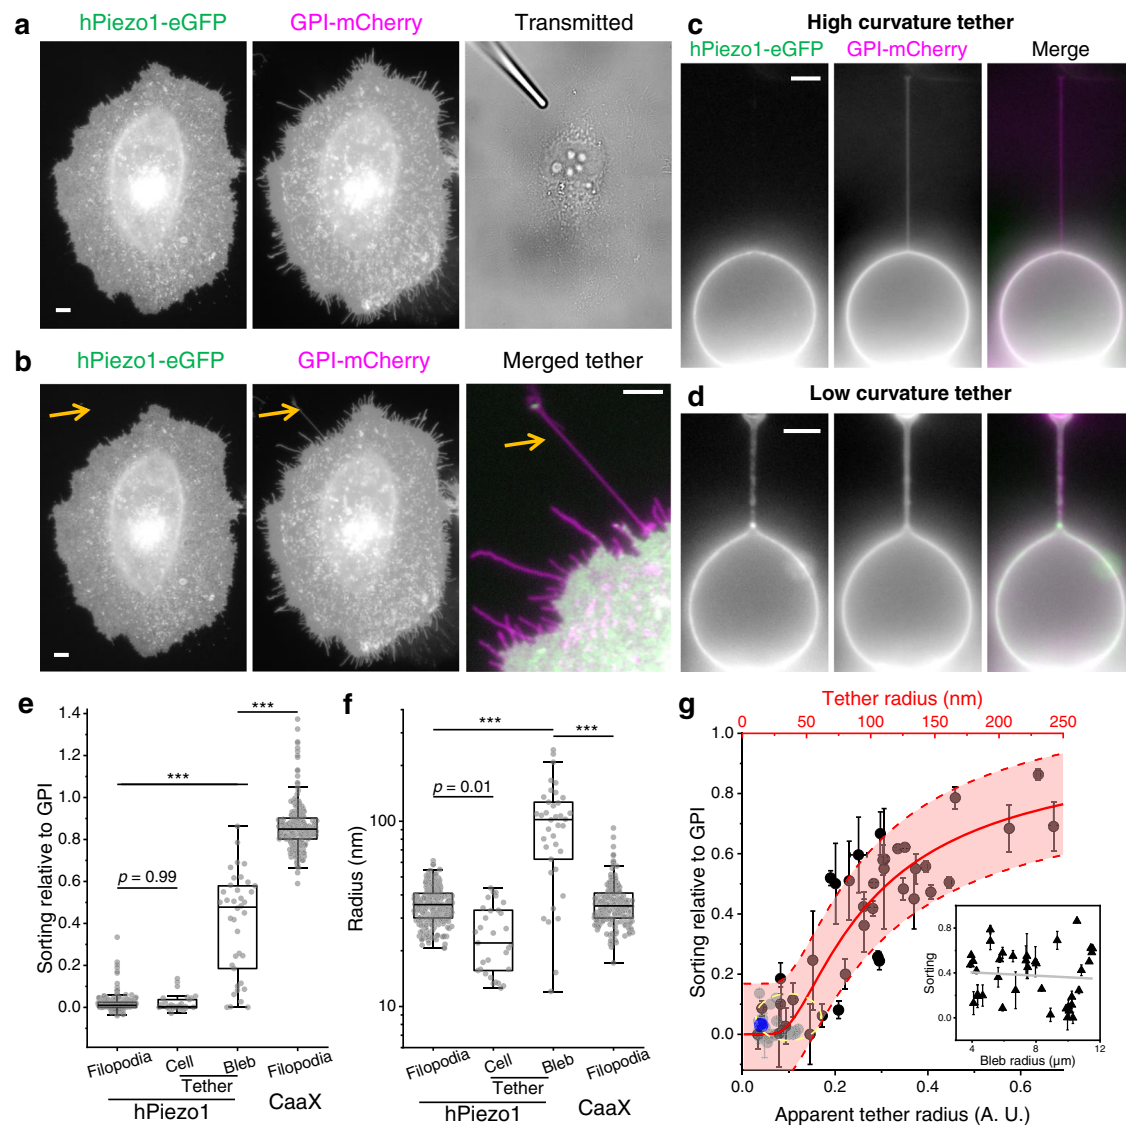 a
hPiezo1-eGFP
GPI-mCherry
Transmitted
b
hPiezo1-eGFP
GPI-mCherry
Merged tether
c
High curvature tether
hPiezo1-eGFP
GPI-mCherry
Merge
d
Low curvature tether
e
Sorting relative to GPI
1.4
1.2
1.0
0.8
0.6
0.4
0.2
0.0
***
***
p = 0.99
Filopodia
Cell
Bleb
Filopodia
Tether
hPiezo1
CaaX
f
Radius (nm)
100
10
***
***
p = 0.01
Filopodia
Cell
Bleb
Filopodia
Tether
hPiezo1
CaaX
g
Tether radius (nm)
0
50
100
150
200
250
Sorting relative to GPI
1.0
0.8
0.6
0.4
0.2
0.0
0.0
0.2
0.4
0.6
Apparent tether radius (A. U.)
Sorting
0.8
0.4
0.0
4
8
12
Bleb radius (μm)